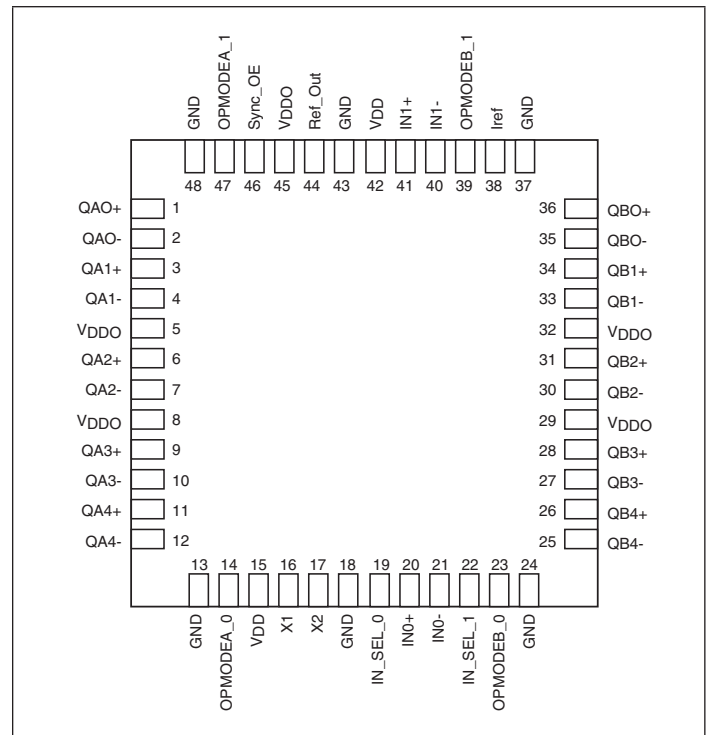 GND
OPMODEA_1
Sync_OE
VDDO
Ref_Out
GND
VDD
IN1+
IN1-
OPMODEB_1
Iref
GND
48 47 46 45 44 43 42 41 40 39 38 37
QAO+ 1
QAO- 2
QA1+ 3
QA1- 4
VDDO 5
QA2+ 6
QA2- 7
VDDO 8
QA3+ 9
QA3- 10
QA4+ 11
QA4- 12
36 QBO+
35 QBO-
34 QB1+
33 QB1-
32 VDDO
31 QB2+
30 QB2-
29 VDDO
28 QB3+
27 QB3-
26 QB4+
25 QB4-
13 14 15 16 17 18 19 20 21 22 23 24
GND
OPMODEA_0
VDD
X1
X2
GND
IN_SEL_0
IN0+
IN0-
IN_SEL_1
OPMODEB_0
GND